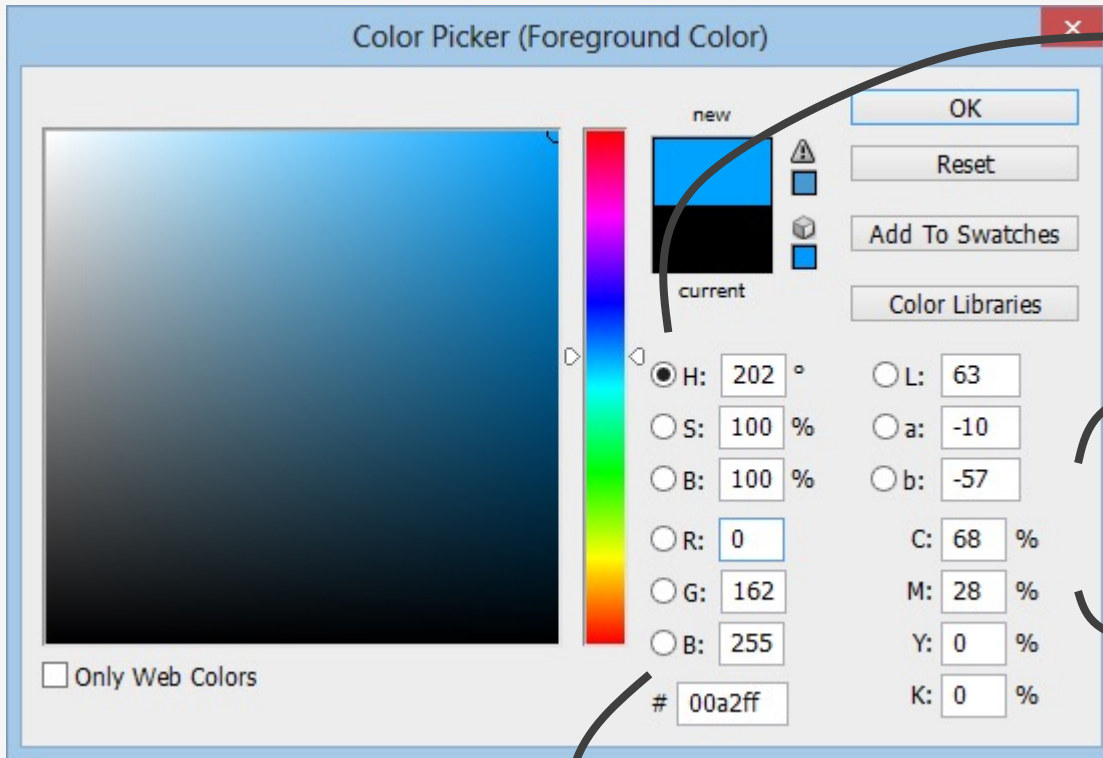 Color Picker (Foreground Color)
new
OK
Reset
Add To Swatches
current
Color Libraries
H: 202 ° L: 63
S: 100 % a: -10
B: 100 % b: -57
R: 0 C: 68 %
G: 162 M: 28 %
B: 255 Y: 0 %
Only Web Colors
# 00a2ff K: 0 %